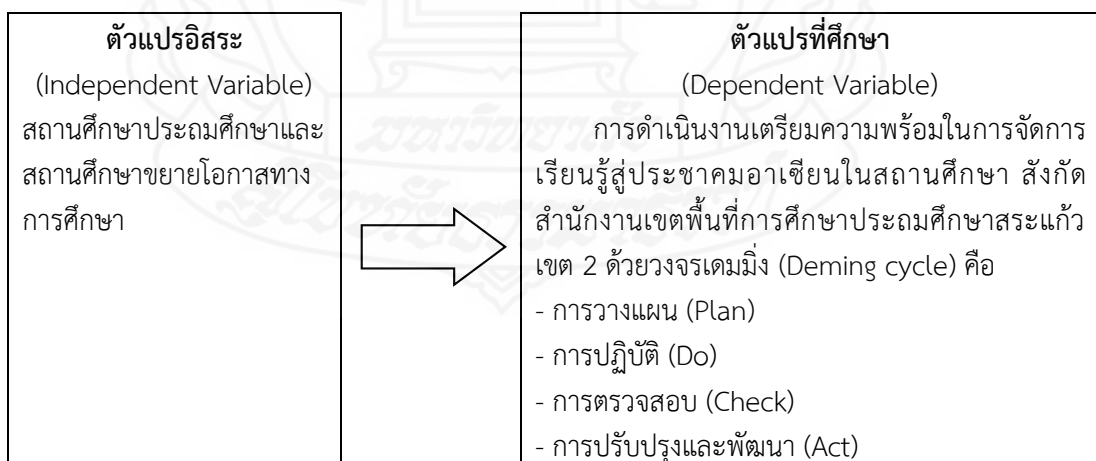 ตัวแปรอิสระ
(Independent Variable)
สถานศึกษาประถมศึกษาและ
สถานศึกษาขยายโอกาสทาง
การศึกษา
ตัวแปรที่ศึกษา
(Dependent Variable)
การดำเนินงานเตรียมความพร้อมในการจัดการ
เรียนรู้สู่ประชาคมอาเซียนในสถานศึกษา สังกัด
สำนักงานเขตพื้นที่การศึกษาประถมศึกษาสระแก้ว
เขต 2 ด้วยวงจรเดมมิ่ง (Deming cycle) คือ
- การวางแผน (Plan)
- การปฏิบัติ (Do)
- การตรวจสอบ (Check)
- การปรับปรุงและพัฒนา (Act)